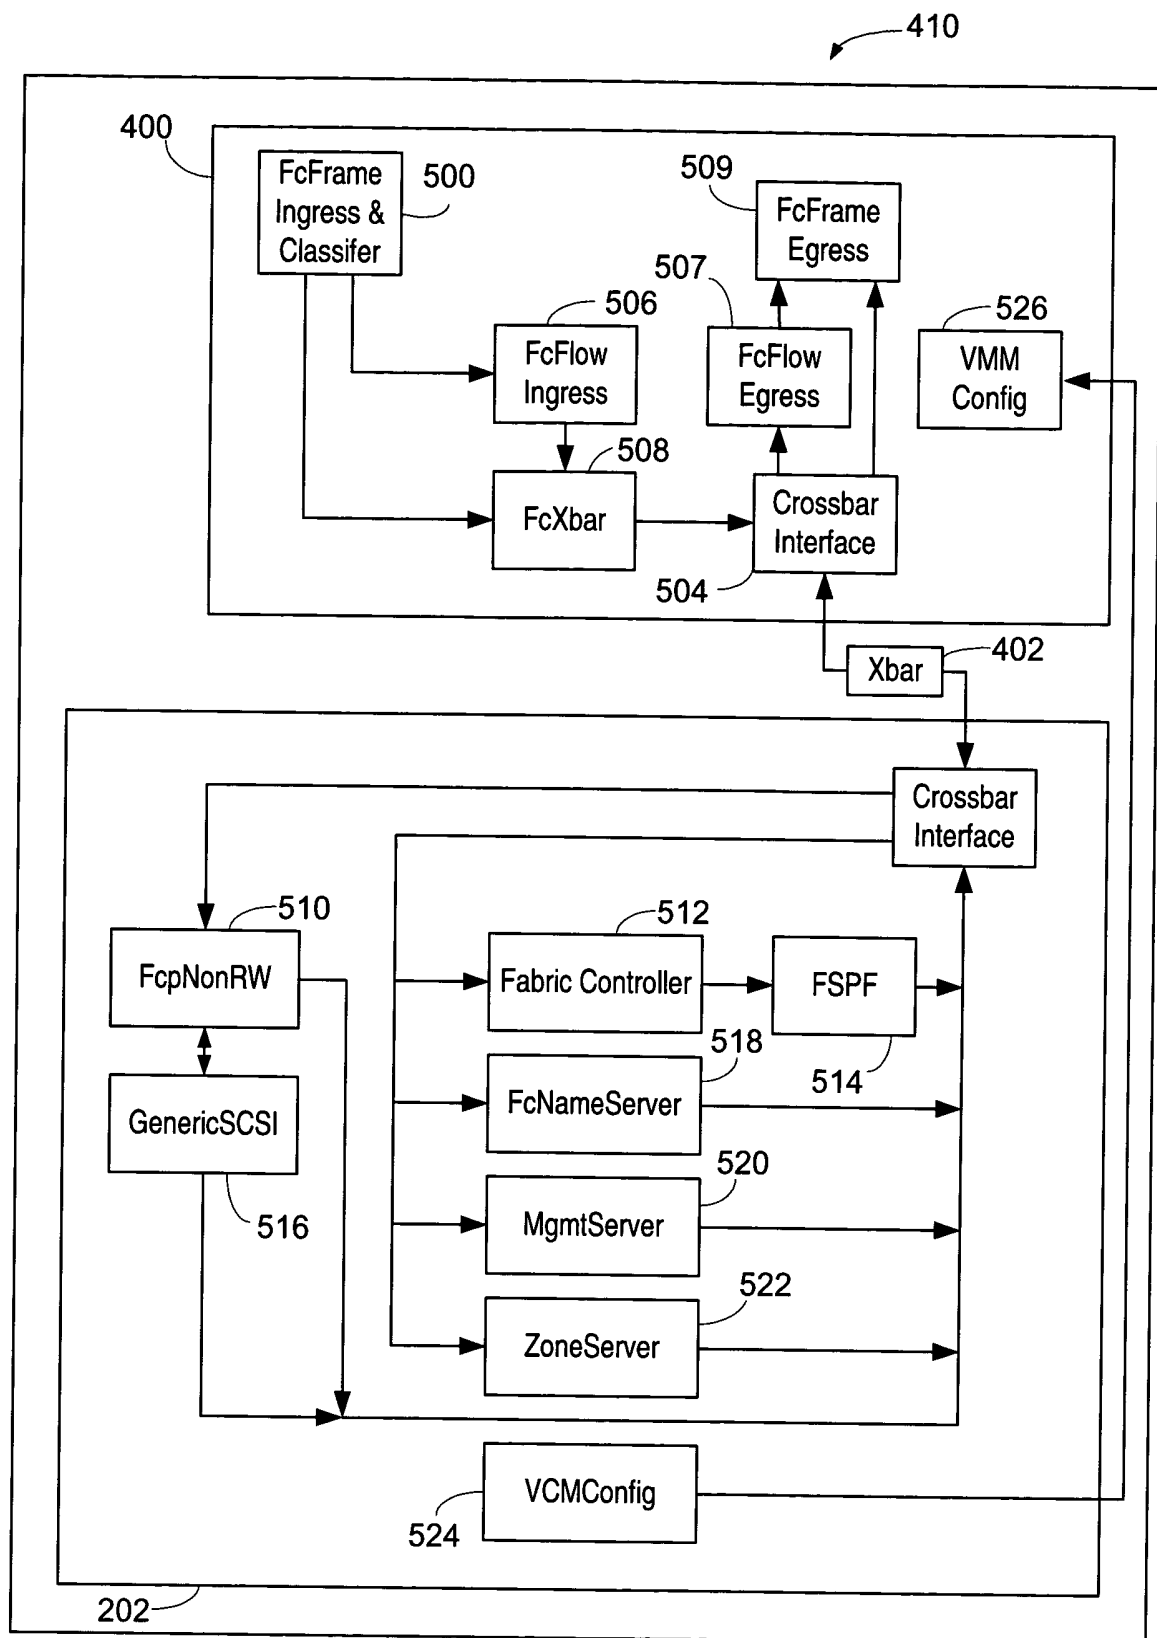 410
400
FcFrame
Ingress &
Classifer
500
509
FcFrame
Egress
507
506
526
FcFlow
Ingress
FcFlow
Egress
VMM
Config
508
FcXbar
Crossbar
Interface
504
402
Xbar
Crossbar
Interface
510
512
FcpNonRW
Fabric Controller
FSPF
518
514
GenericSCSI
FcNameServer
516
520
MgmtServer
522
ZoneServer
VCMConfig
524
202